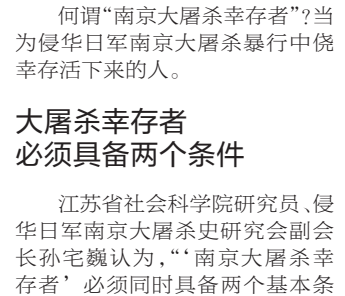 何谓“南京大屠杀幸存者”?当
为侵华日军南京大屠杀暴行中侥
幸存活下来的人。
大屠杀幸存者
必须具备两个条件
江苏省社会科学院研究员、侵
华日军南京大屠杀史研究会副会
长孙宅巍认为，“‘南京大屠杀幸
存者’必须同时具备两个基本条